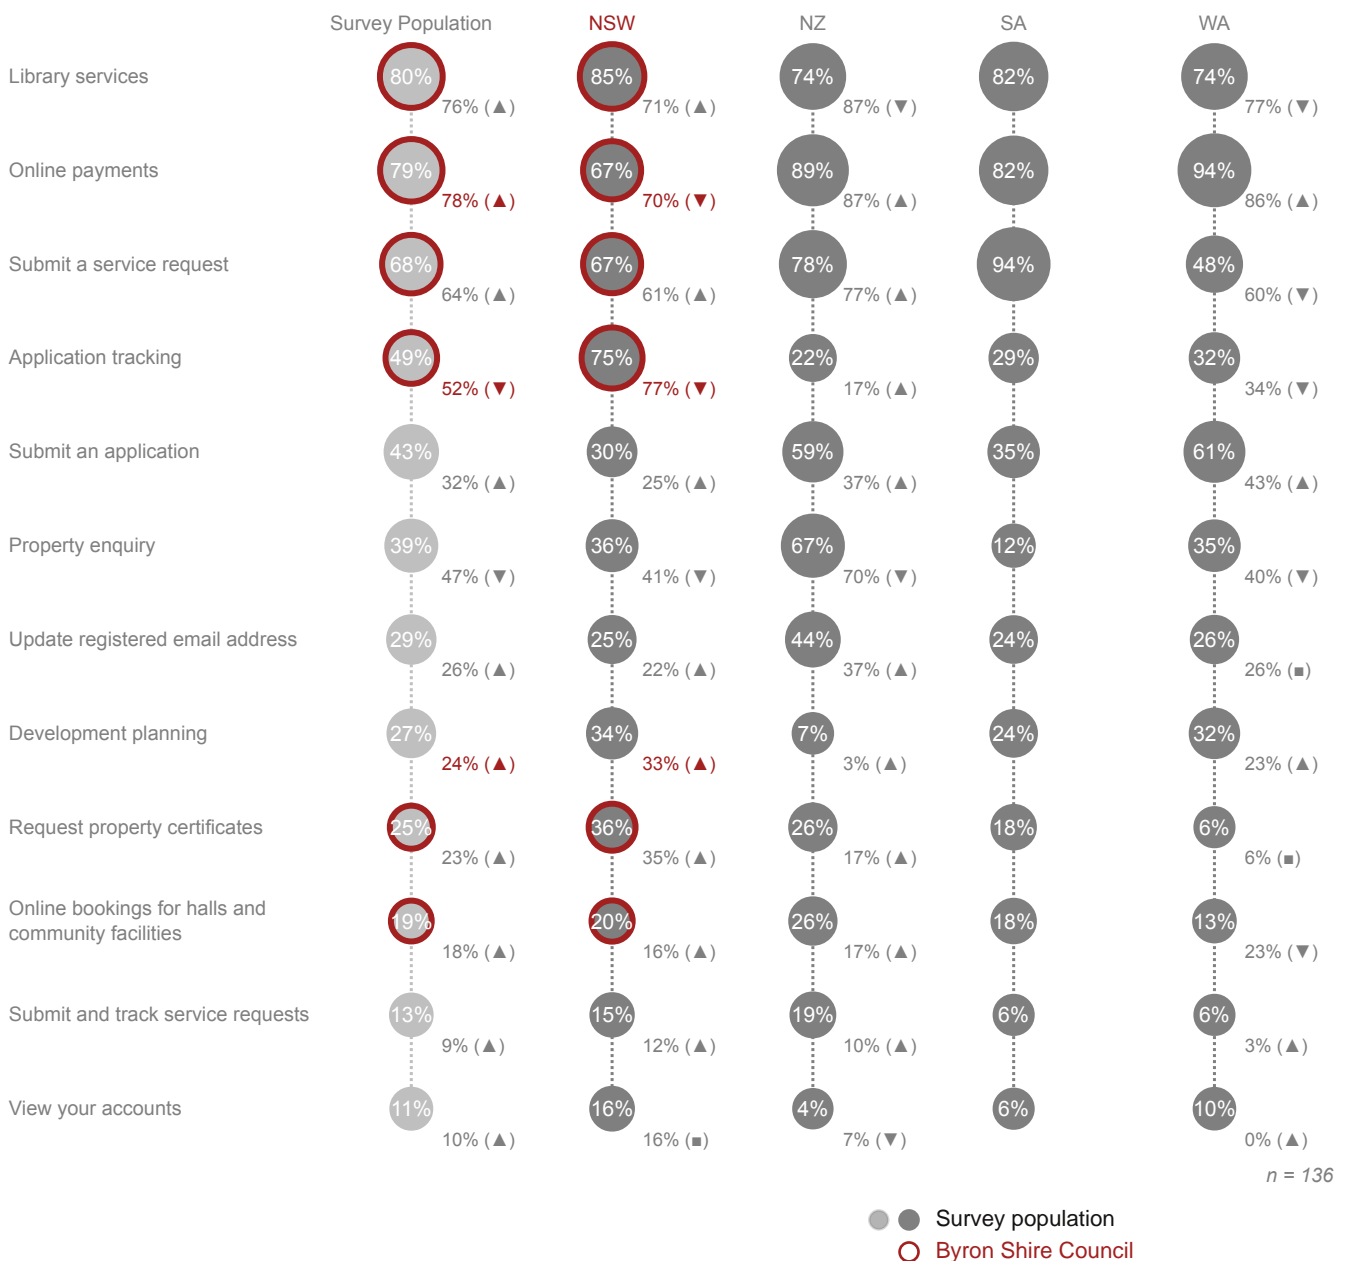 Survey Population NSW NZ SA WA
Library services 80% 85% 74% 82% 74%
76% (▲) 71% (▲) 87% (▼) 77% (▼)
Online payments 79% 67% 89% 82% 94%
78% (▲) 70% (▼) 87% (▲) 86% (▲)
Submit a service request 68% 67% 78% 94% 48%
64% (▲) 61% (▲) 77% (▲) 60% (▼)
Application tracking 49% 75% 22% 29% 32%
52% (▼) 77% (▼) 17% (▲) 34% (▼)
Submit an application 43% 30% 59% 35% 61%
32% (▲) 25% (▲) 37% (▲) 43% (▲)
Property enquiry 39% 36% 67% 12% 35%
47% (▼) 41% (▼) 70% (▼) 40% (▼)
Update registered email address 29% 25% 44% 24% 26%
26% (▲) 22% (▲) 37% (▲) 26% (■)
Development planning 27% 34% 7% 24% 32%
24% (▲) 33% (▲) 3% (▲) 23% (▲)
Request property certificates 25% 36% 26% 18% 6%
23% (▲) 35% (▲) 17% (▲) 6% (■)
Online bookings for halls and
community facilities 19% 20% 26% 18% 13%
18% (▲) 16% (▲) 17% (▲) 23% (▼)
Submit and track service requests 13% 15% 19% 6% 6%
9% (▲) 12% (▲) 10% (▲) 3% (▲)
View your accounts 11% 16% 4% 6% 10%
10% (▲) 16% (■) 7% (▼) 0% (▲)
n = 136
Survey population
Byron Shire Council